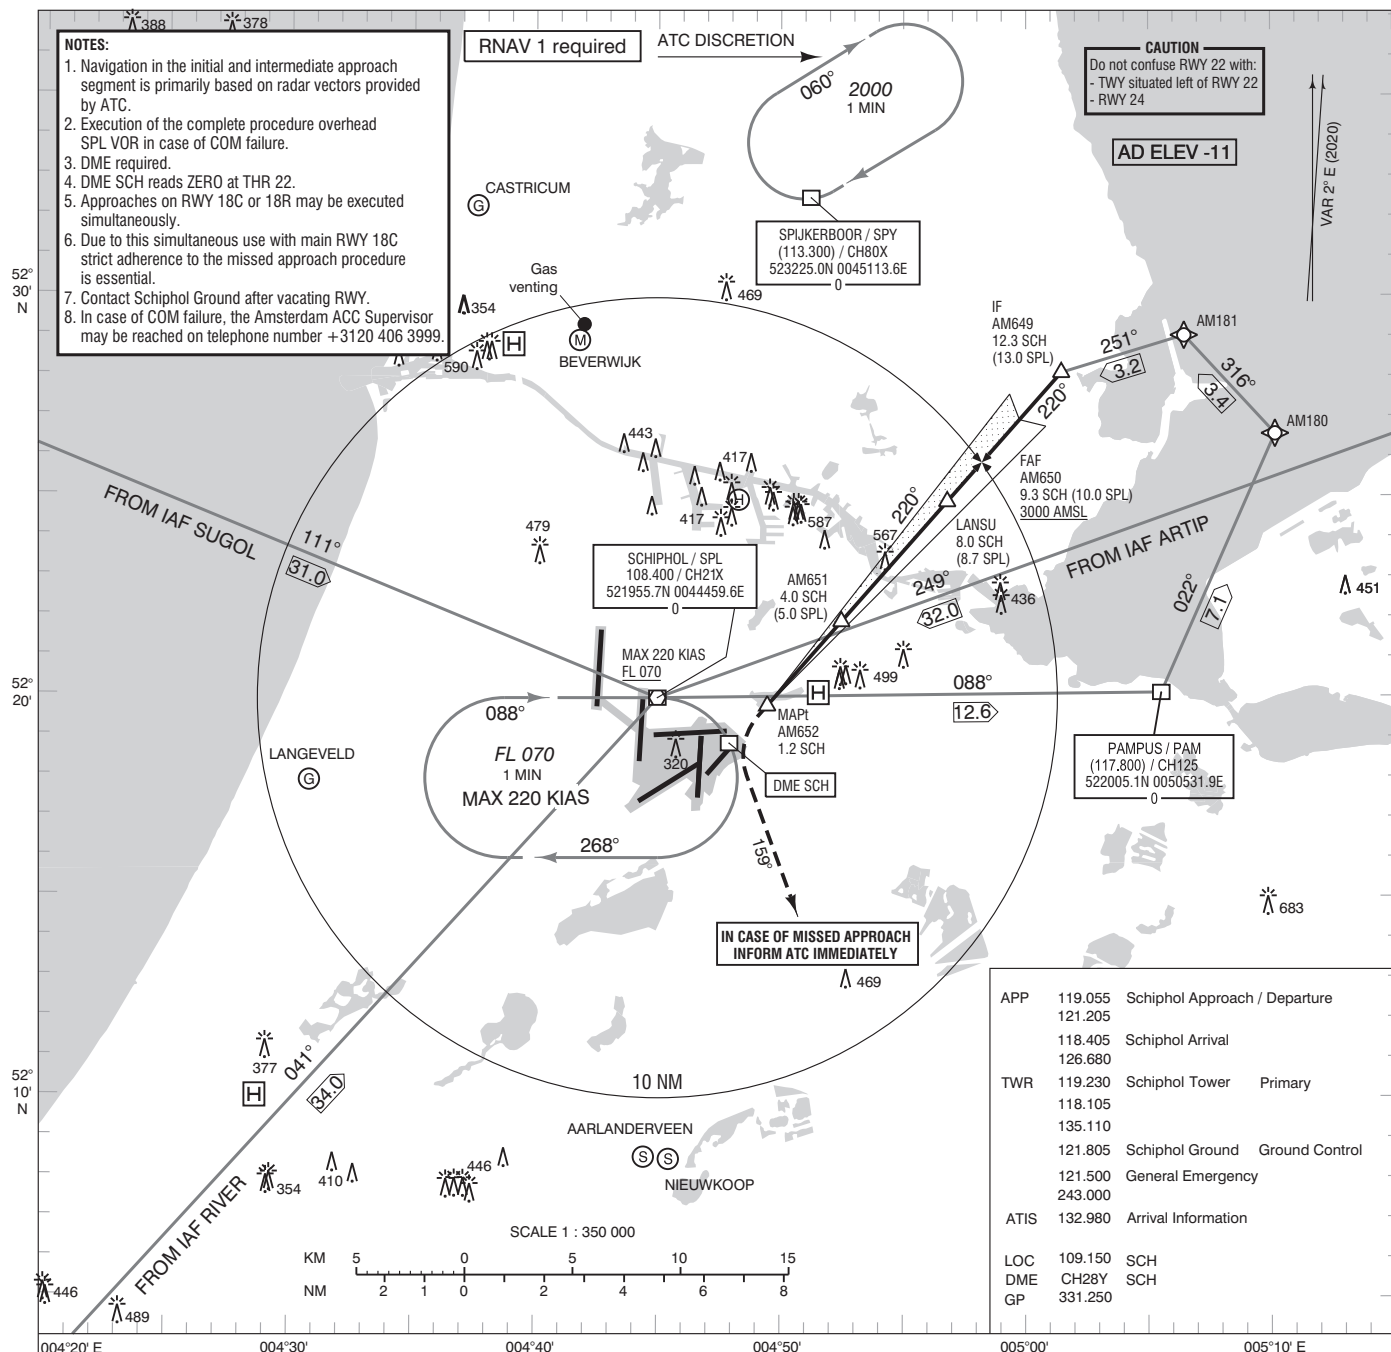 388
378
NOTES:
1. Navigation in the initial and intermediate approach
segment is primarily based on radar vectors provided
by ATC.
2. Execution of the complete procedure overhead
SPL VOR in case of COM failure.
3. DME required.
4. DME SCH reads ZERO at THR 22.
5. Approaches on RWY 18C or 18R may be executed
simultaneously.
6. Due to this simultaneous use with main RWY 18C
strict adherence to the missed approach procedure
is essential.
7. Contact Schiphol Ground after vacating RWY.
8. In case of COM failure, the Amsterdam ACC Supervisor
may be reached on telephone number +3120 406 3999.
RNAV 1 required
ATC DISCRETION
060°
2000
1 MIN
CAUTION
Do not confuse RWY 22 with:
- TWY situated left of RWY 22
- RWY 24
AD ELEV -11
VAR 2° E (2020)
CASTRICUM
G
SPIJKERBOOR / SPY
(113.300) / CH80X
523225.0N 0045113.6E
0
52°
30'
N
Gas
venting
354
469
M
BEVERWIJK
H
590
IF
AM649
12.3 SCH
(13.0 SPL)
251°
3.2
AM181
316°
3.4
AM180
220°
443
417
H
417
587
479
220°
567
FAF
AM650
9.3 SCH (10.0 SPL)
3000 AMSL
LANSU
8.0 SCH
(8.7 SPL)
FROM IAF SUGOL
111°
31.0
FROM IAF ARTIP
249°
32.0
436
022°
7.1
451
SCHIPHOL / SPL
108.400 / CH21X
521955.7N 0044459.6E
0
AM651
4.0 SCH
(5.0 SPL)
MAX 220 KIAS
FL 070
499
52°
20'
H
088°
12.6
088°
MAPt
AM652
1.2 SCH
FL 070
1 MIN
MAX 220 KIAS
268°
320
DME SCH
LANGEVELD
G
PAMPUS / PAM
(117.800) / CH125
522005.1N 0050531.9E
0
159°
683
IN CASE OF MISSED APPROACH
INFORM ATC IMMEDIATELY
469
377
H
041°
34.0
10 NM
52°
10'
N
AARLANDERVEEN
S
S
NIEUWKOOP
446
410
354
FROM IAF RIVER
446
489
SCALE 1 : 350 000
KM 5 0 5 10 15
NM 2 1 0 2 4 6 8
APP 119.055 Schiphol Approach / Departure
121.205
118.405 Schiphol Arrival
126.680
TWR 119.230 Schiphol Tower Primary
118.105
135.110
121.805 Schiphol Ground Ground Control
121.500 General Emergency
243.000
ATIS 132.980 Arrival Information
LOC 109.150 SCH
DME CH28Y SCH
GP 331.250
004°20' E 004°30' 004°40' 004°50' 005°00' 005°10' E